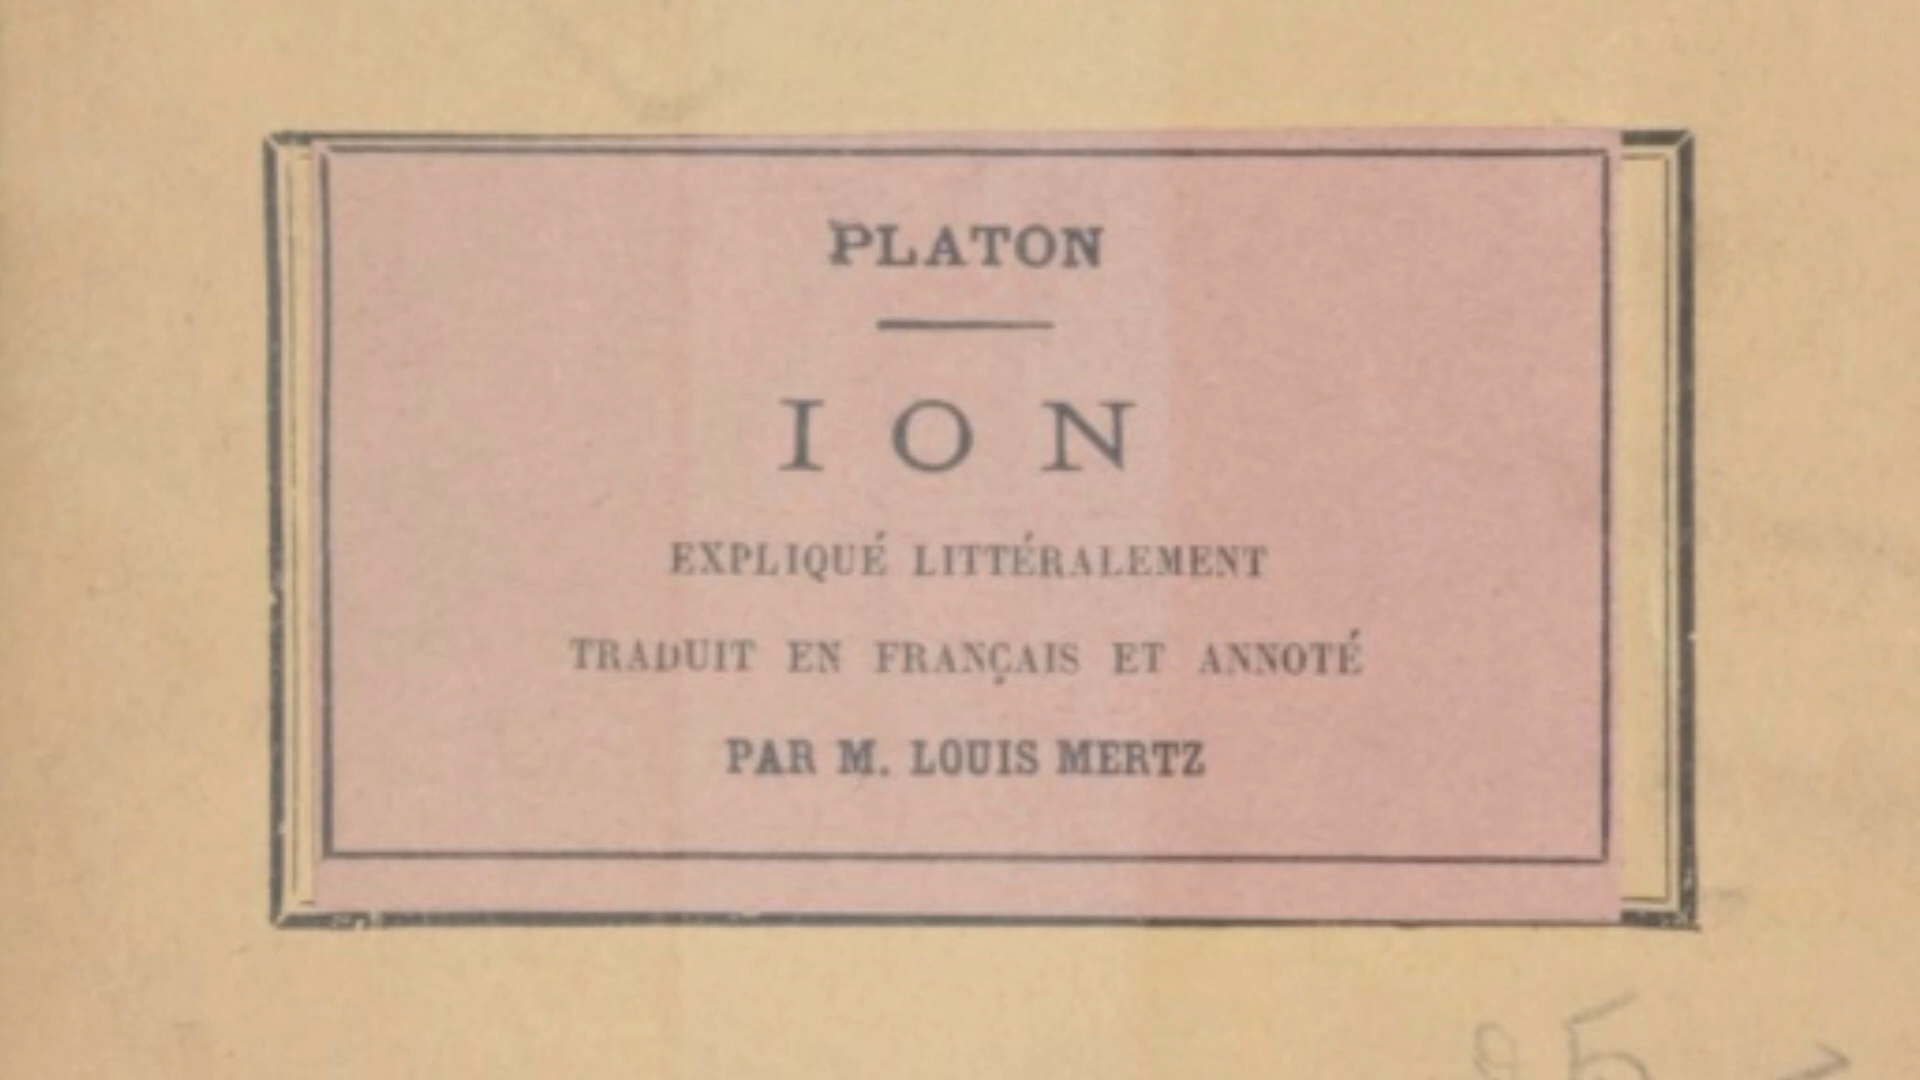 PLATON
ION
EXPLIQUÉ LITTÉRALEMENT
TRADUIT EN FRANÇAIS ET ANNOTÉ
PAR M. LOUIS MERTZ